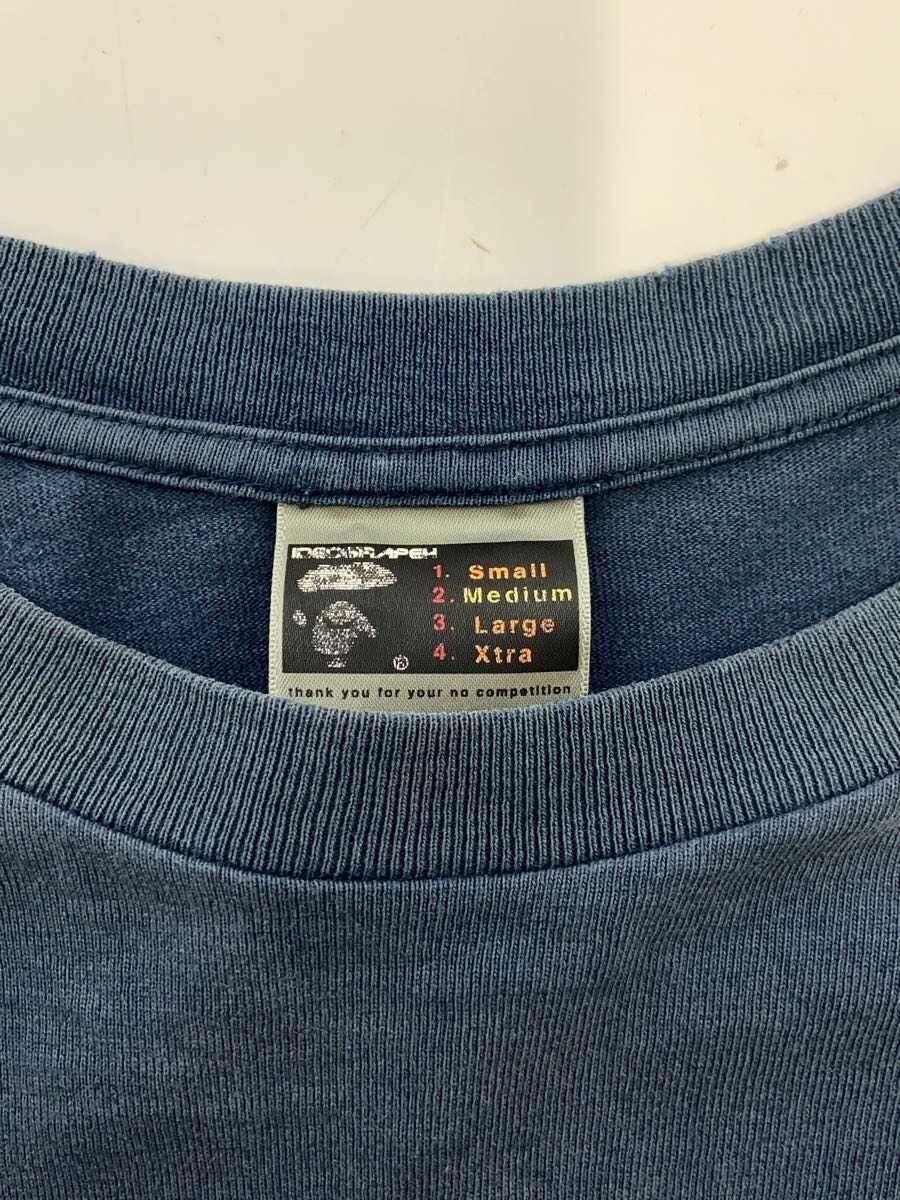 1. Small
2. Medium
3. Large
4. Xtra
thank you for your no competition